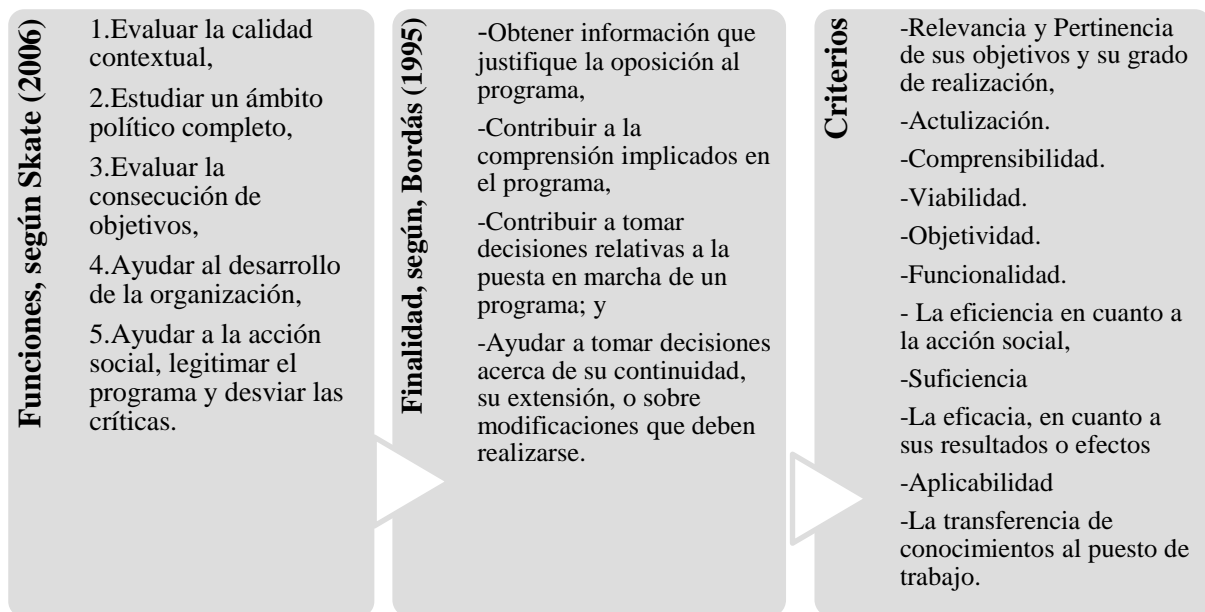 Funciones, según Skate (2006)
1.Evaluar la calidad
contextual,
2.Estudiar un ámbito
político completo,
3.Evaluar la
consecución de
objetivos,
4.Ayudar al desarrollo
de la organización,
5.Ayudar a la acción
social, legitimar el
programa y desviar las
críticas.
Finalidad, según, Bordás (1995)
-Obtener información que
justifique la oposición al
programa,
-Contribuir a la
comprensión implicados en
el programa,
-Contribuir a tomar
decisiones relativas a la
puesta en marcha de un
programa; y
-Ayudar a tomar decisiones
acerca de su continuidad,
su extensión, o sobre
modificaciones que deben
realizarse.
Criterios
-Relevancia y Pertinencia
de sus objetivos y su grado
de realización,
-Actulización.
-Comprensibilidad.
-Viabilidad.
-Objetividad.
-Funcionalidad.
- La eficiencia en cuanto a
la acción social,
-Suficiencia
-La eficacia, en cuanto a
sus resultados o efectos
-Aplicabilidad
-La transferencia de
conocimientos al puesto de
trabajo.